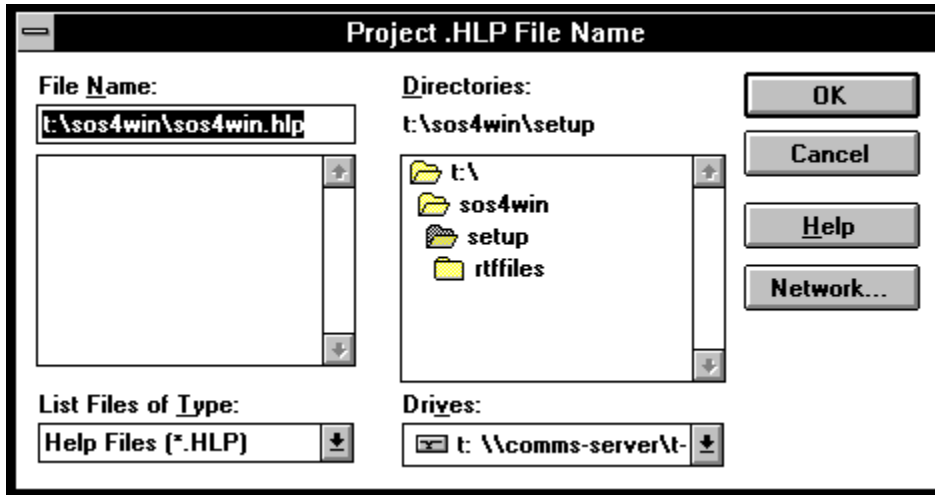 Project .HLP File Name
File Name:
t:\sos4win\sos4win.hlp
Directories:
t:\sos4win\setup
t:\
sos4win
setup
rtffiles
OK
Cancel
Help
Network...
List Files of Type:
Help Files (*.HLP)
Drives:
t: \\comms-server\t-